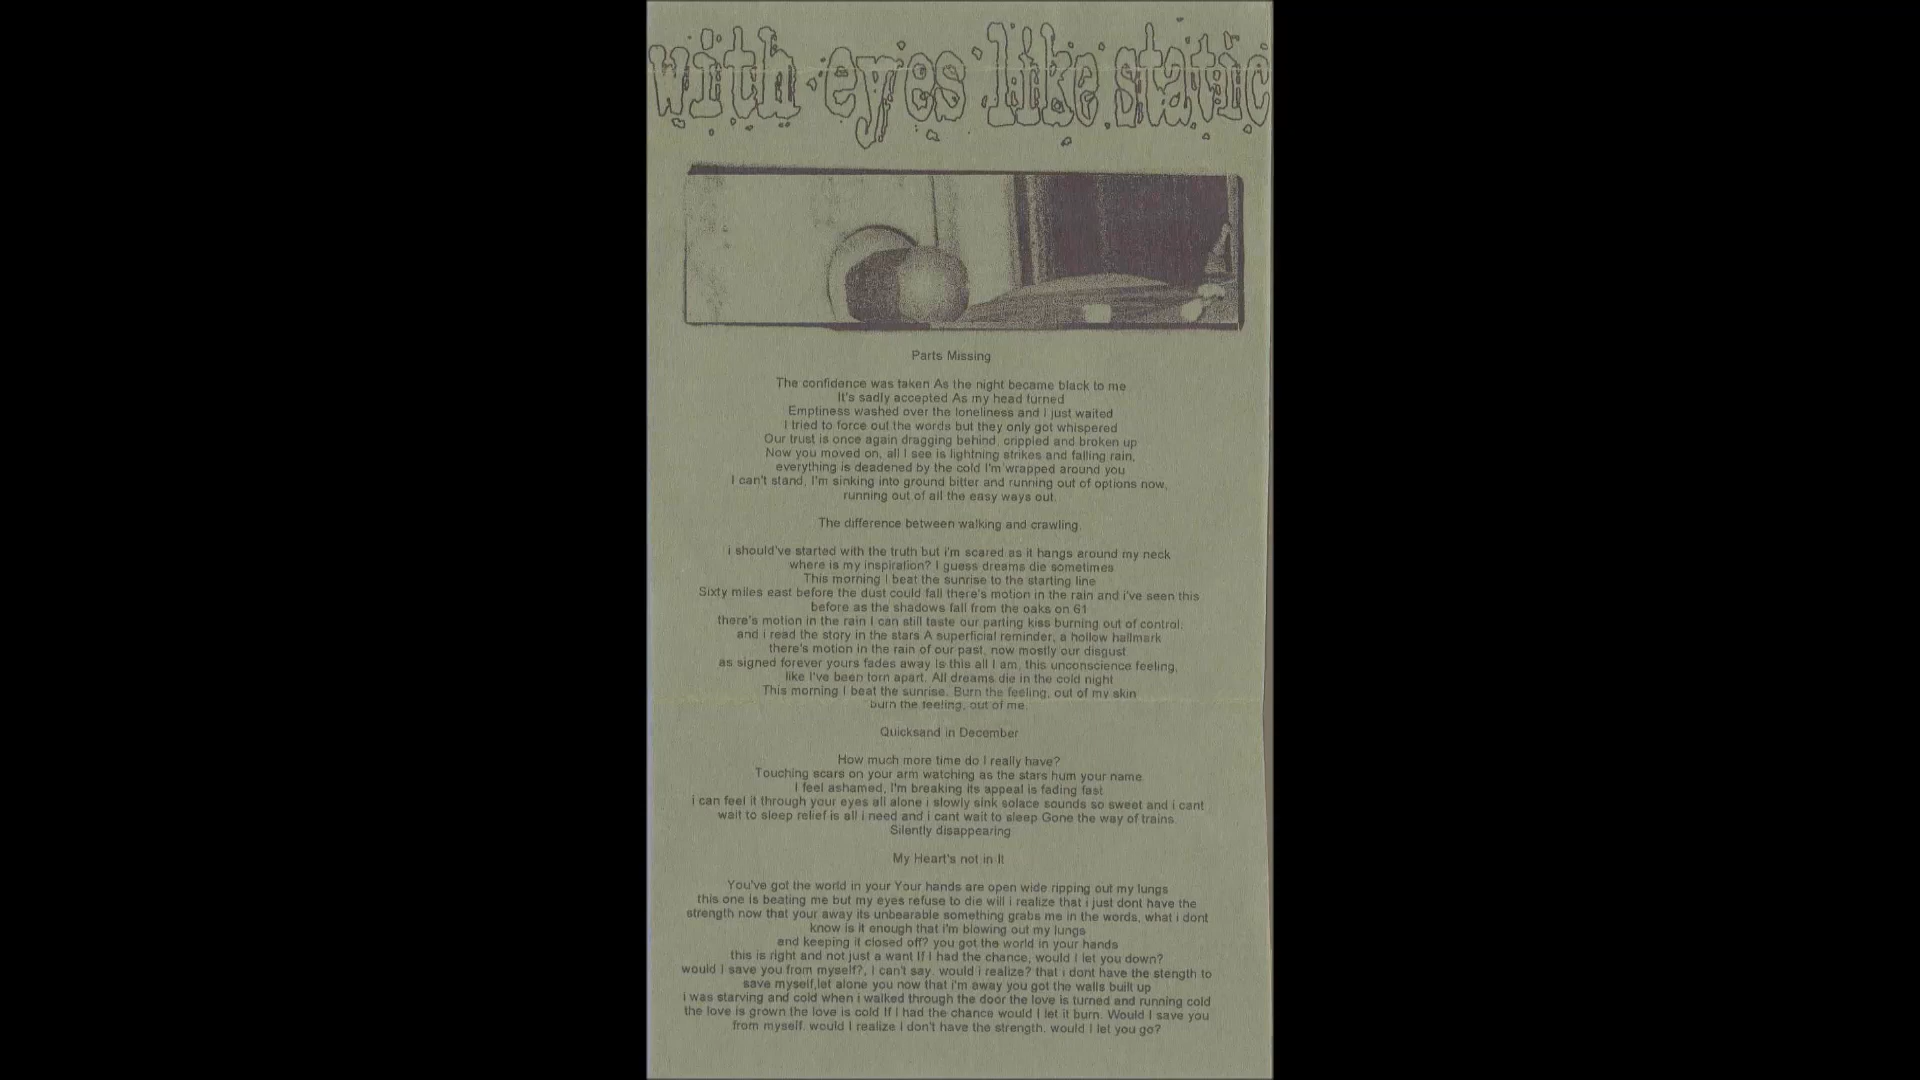 with eyes like static
Parts Missing
The confidence was taken As the night became black to me
It's sadly accepted As my head turned
Emptiness washed over the loneliness and I just waited
I tried to force out the words but they only got whispered
Our trust is once again dragging behind, crippled and broken up
Now you moved on, all I see is lightning strikes and falling rain,
everything is deadened by the cold I'm wrapped around you
I can't stand, I'm sinking into ground bitter and running out of options now,
running out of all the easy ways out.
The difference between walking and crawling.
i should've started with the truth but i'm scared as it hangs around my neck
where is my inspiration? I guess dreams die sometimes
This morning I beat the sunrise to the starting line
Sixty miles east before the dust could fall there's motion in the rain and i've seen this
before as the shadows fall from the oaks on 61
there's motion in the rain I can still taste our parting kiss burning out of control.
and i read the story in the stars A superficial reminder, a hollow hallmark
there's motion in the rain of our past, now mostly our disgust
as signed forever yours fades away Is this all I am, this unconscience feeling,
like I've been torn apart. All dreams die in the cold night
This morning I beat the sunrise. Burn the feeling, out of my skin
burn the feeling, out of me.
Quicksand in December
How much more time do I really have?
Touching scars on your arm watching as the stars hum your name
I feel ashamed, I'm breaking its appeal is fading fast
i can feel it through your eyes all alone i slowly sink solace sounds so sweet and i cant
wait to sleep relief is all i need and i cant wait to sleep Gone the way of trains.
Silently disappearing
My Heart's not in It
You've got the world in your Your hands are open wide ripping out my lungs
this one Is beating me but my eyes refuse to die will i realize that i just dont have the
strength now that your away its unbearable something grabs me in the words, what i dont
know is it enough that i'm blowing out my lungs
and keeping it closed off? you got the world in your hands
this is right and not just a want If I had the chance, would I let you down?
would I save you from myself?, I can't say. would i realize? that i dont have the stength to
save myself,let alone you now that i'm away you got the walls built up
i was starving and cold when i walked through the door the love is turned and running cold
the love is grown the love is cold If I had the chance would I let it burn. Would I save you
from myself. would I realize I don't have the strength. would I let you go?